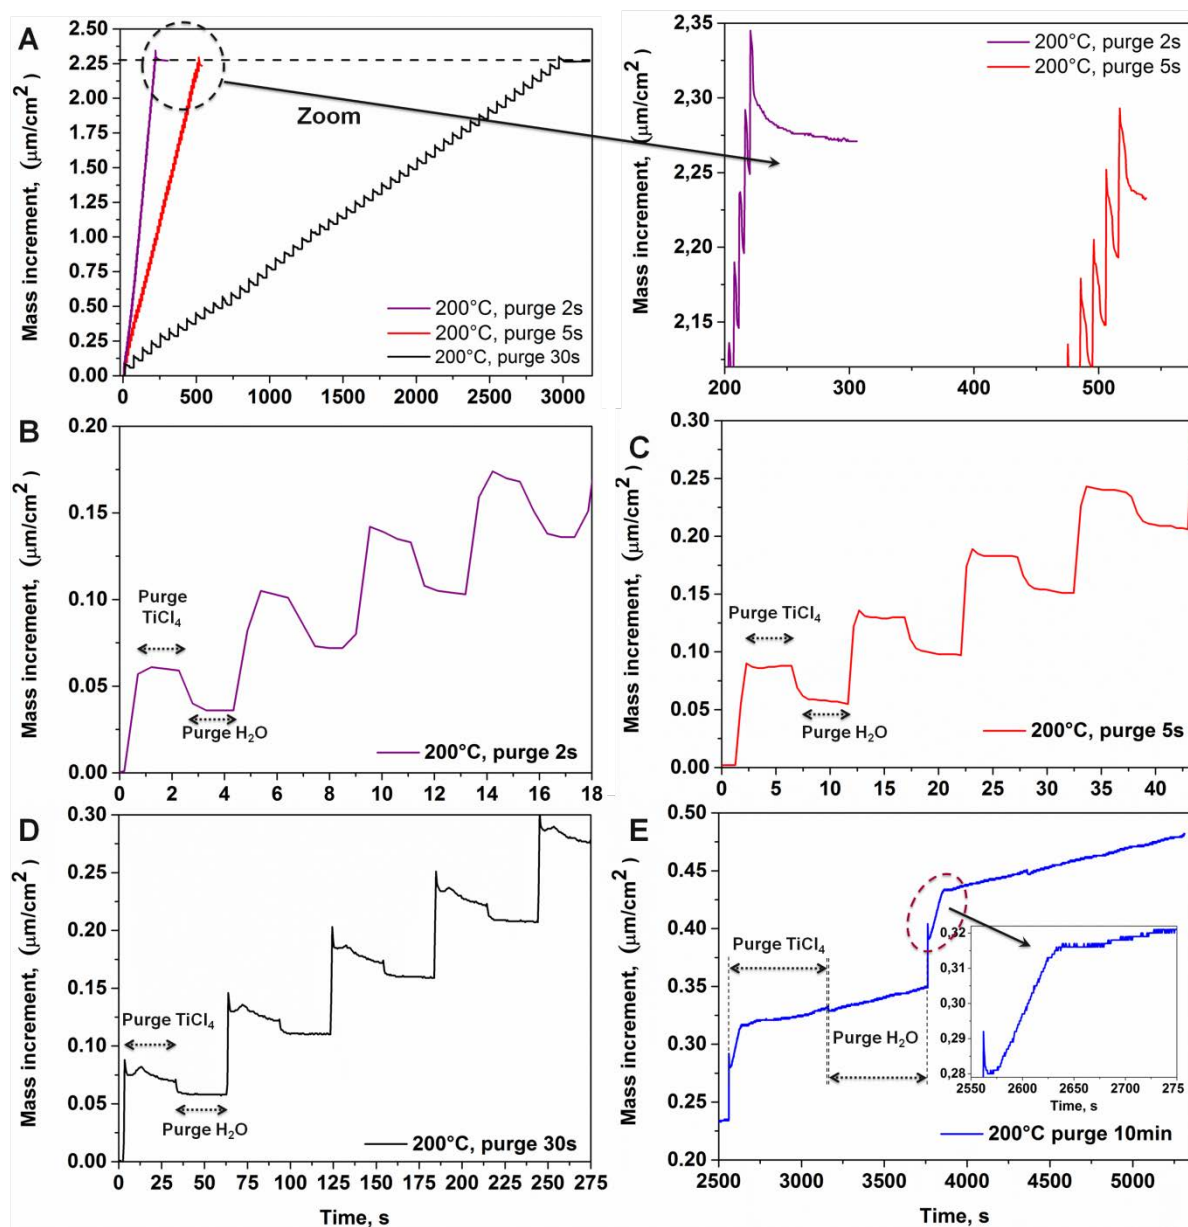 A
Mass increment, (μm/cm²)
2.50
2.25
2.00
1.75
1.50
1.25
1.00
0.75
0.50
0.25
0.00
Zoom
200°C, purge 2s
200°C, purge 5s
200°C, purge 30s
0 500 1000 1500 2000 2500 3000
Mass increment, (μm/cm²)
2,35
2,30
2,25
2,20
2,15
200°C, purge 2s
200°C, purge 5s
200 300 400 500
B
Mass increment, (μm/cm²)
0.20
0.15
0.10
0.05
0.00
Purge
TiCl₄
Purge H₂O
200°C, purge 2s
0 2 4 6 8 10 12 14 16 18
C
Mass increment, (μm/cm²)
0.30
0.25
0.20
0.15
0.10
0.05
0.00
Purge TiCl₄
Purge H₂O
200°C, purge 5s
0 5 10 15 20 25 30 35 40
D
Mass increment, (μm/cm²)
0.30
0.25
0.20
0.15
0.10
0.05
0.00
Purge TiCl₄
Purge H₂O
200°C, purge 30s
0 25 50 75 100 125 150 175 200 225 250 275
Time, s
E
Mass increment, (μm/cm²)
0.50
0.45
0.40
0.35
0.30
0.25
0.20
Purge TiCl₄
Purge H₂O
0,32
0,31
0,30
0,29
0,28
2550 2600 2650 2700 275
Time, s
200°C purge 10min
2500 3000 3500 4000 4500 5000
Time, s